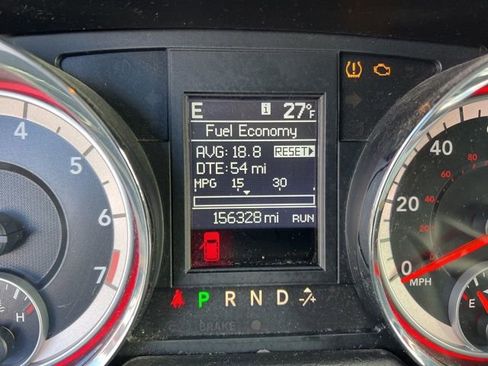 E i 27°F
Fuel Economy
AVG: 18.8 RESET
DTE: 54 mi
MPG 15 30
156328 mi RUN
P R N D -/+
BRAKE
4
5
6
7
H
40
20
0
MPH
80
E